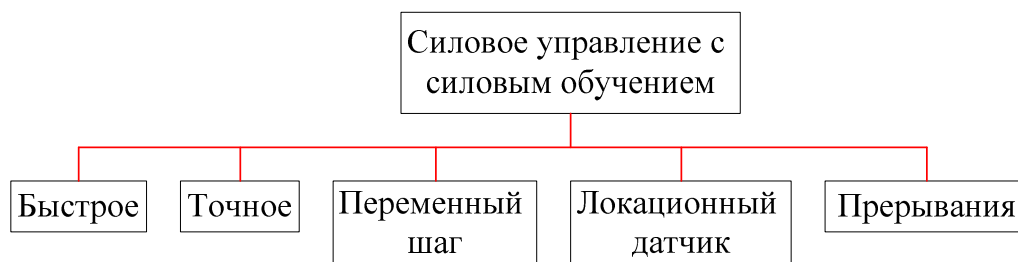 Силовое управление с
силовым обучением
Быстрое
Точное
Переменный
шаг
Локационный
датчик
Прерывания